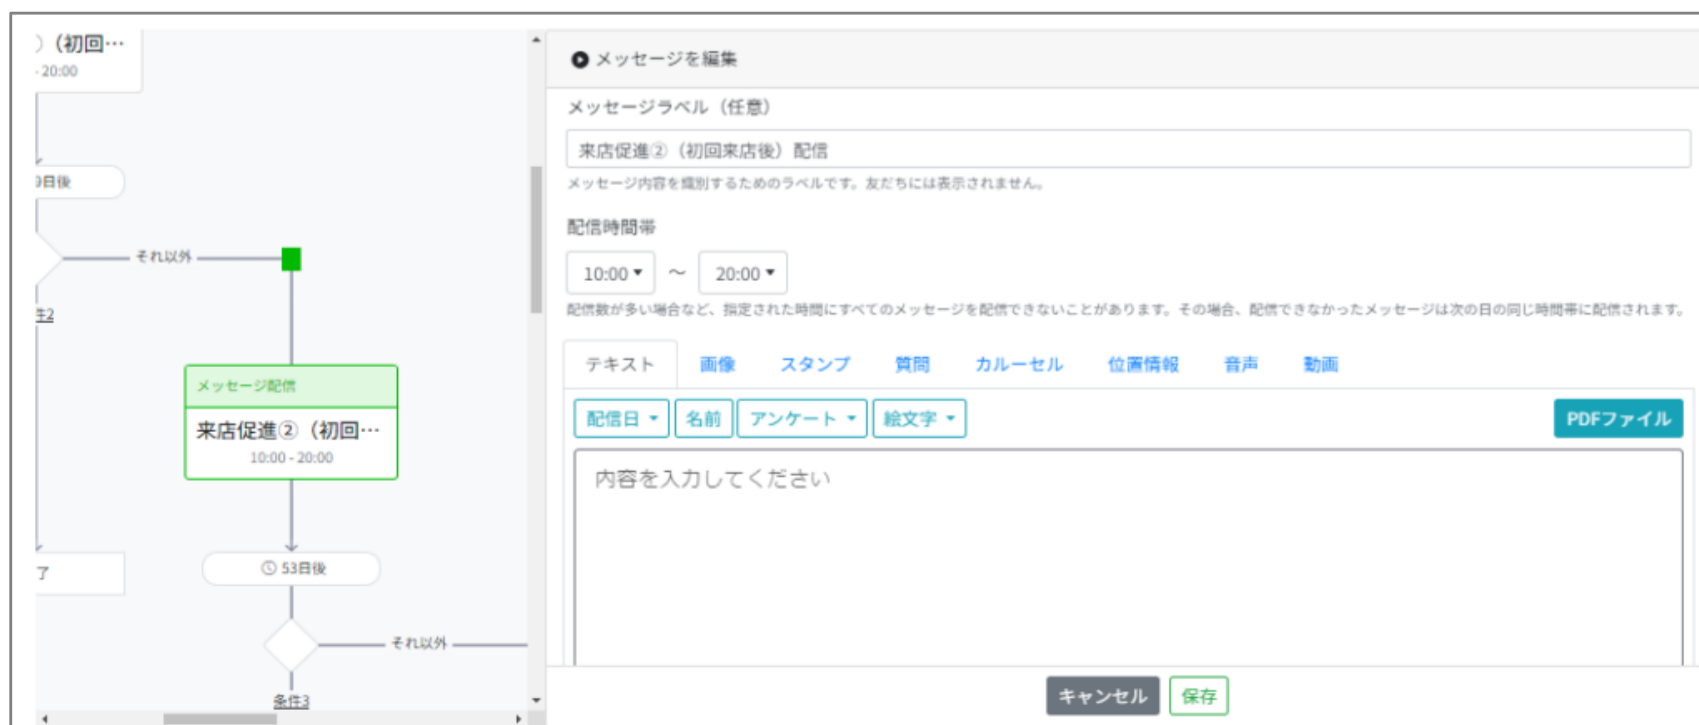 ）（初回…
- 20:00
9日後
それ以外
件2
メッセージ配信
来店促進②（初回…
10:00 - 20:00
了
53日後
それ以外
条件3
メッセージを編集
メッセージラベル（任意）
来店促進②（初回来店後）配信
メッセージ内容を識別するためのラベルです。友だちには表示されません。
配信時間帯
10:00 ～ 20:00
配信数が多い場合など、指定された時間にすべてのメッセージを配信できないことがあります。その場合、配信できなかったメッセージは次の日の同じ時間帯に配信されます。
テキスト 画像 スタンプ 質問 カルーセル 位置情報 音声 動画
配信日 名前 アンケート 絵文字 PDFファイル
内容を入力してください
キャンセル 保存